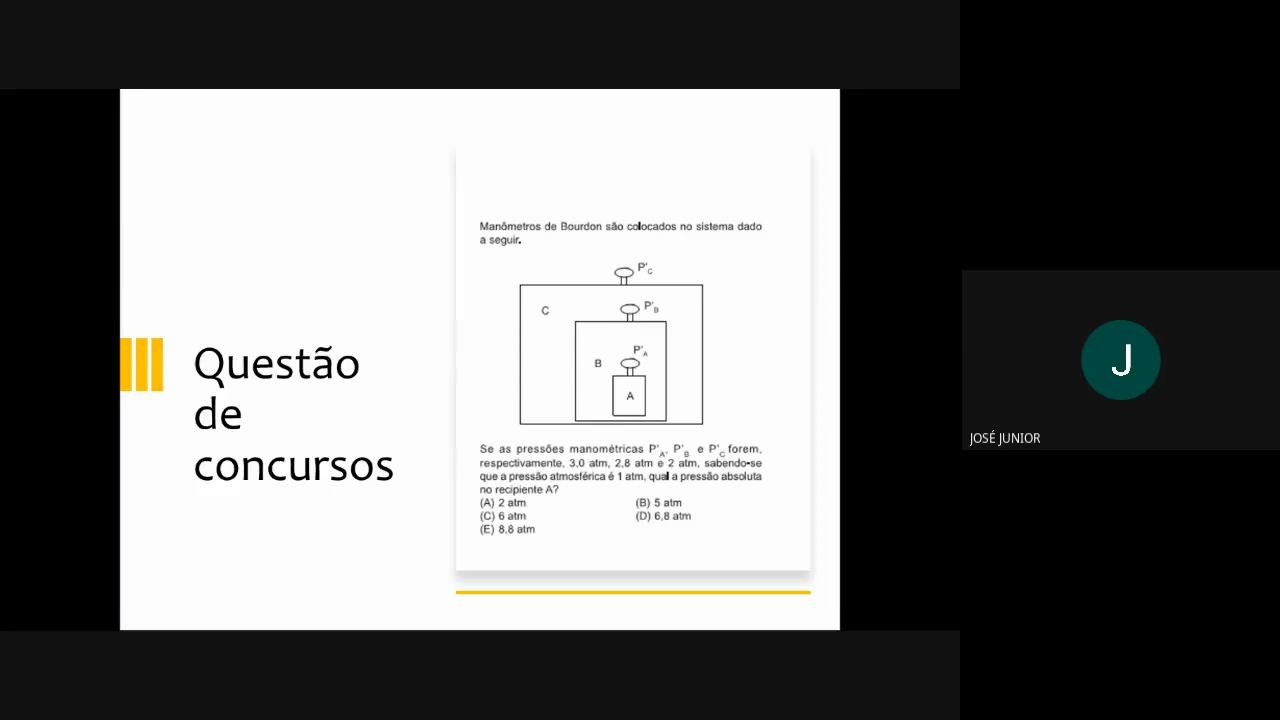 Questão
de
concursos
Manômetros de Bourdon são colocados no sistema dado
a seguir.
P'C
C
P'B
B
P'A
A
Se as pressões manométricas P'A, P'B e P'C forem,
respectivamente, 3,0 atm, 2,8 atm e 2 atm, sabendo-se
que a pressão atmosférica é 1 atm, qual a pressão absoluta
no recipiente A?
(A) 2 atm (B) 5 atm
(C) 6 atm (D) 6,8 atm
(E) 8,8 atm
J
JOSÉ JUNIOR